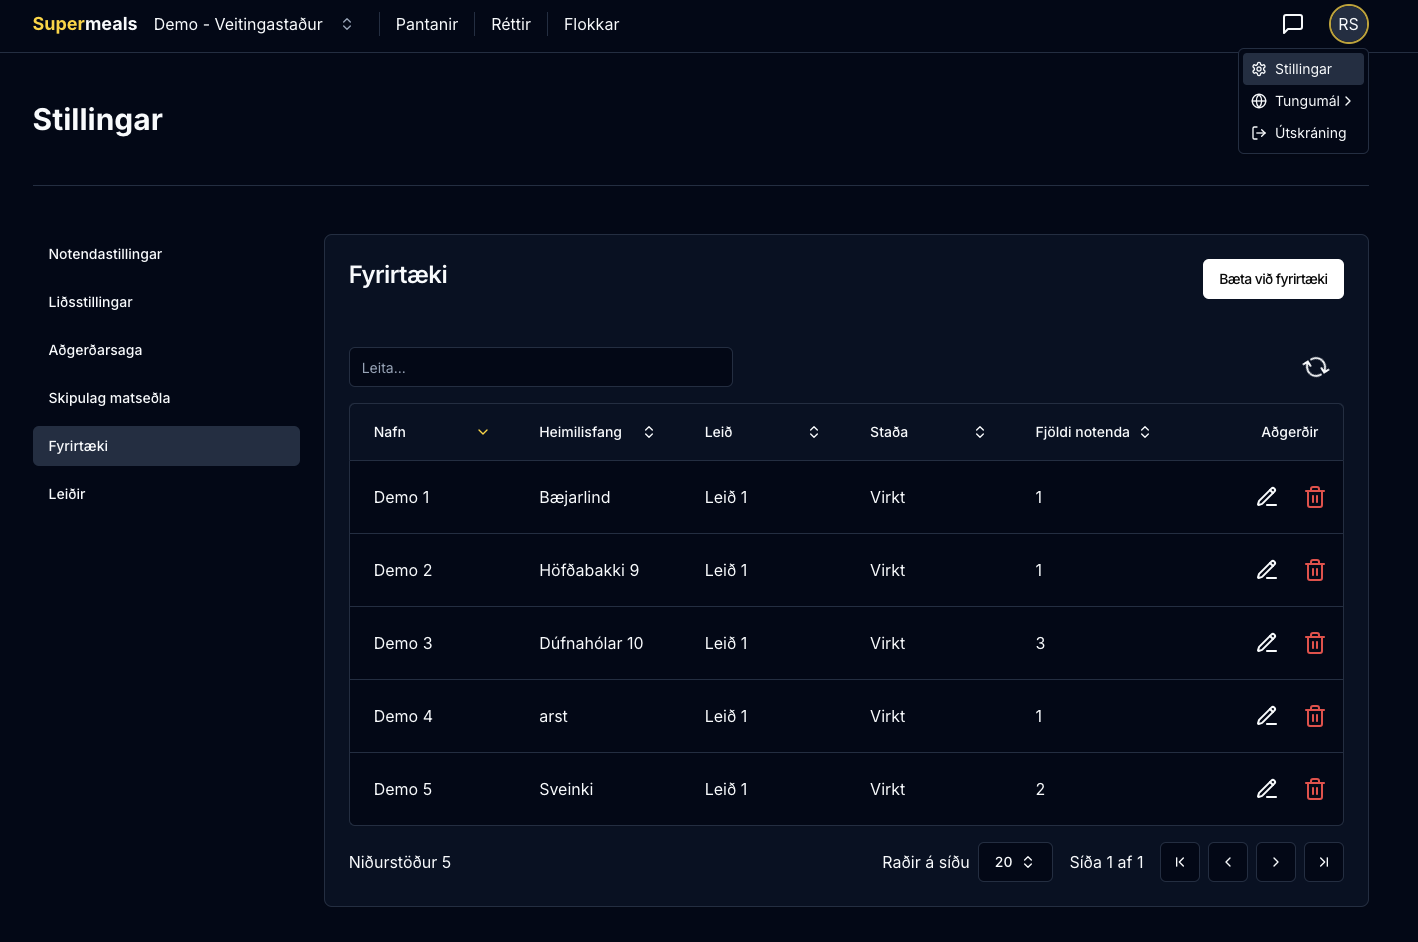 Supermeals Demo - Veitingastaður Pantanir Réttir Flokkar RS
Stillingar
Tungumál
Útskráning
Stillingar
Notendastillingar
Liðsstillingar
Aðgerðarsaga
Skipulag matseðla
Fyrirtæki
Leiðir
Fyrirtæki
Bæta við fyrirtæki
Leita...
Nafn Heimilisfang Leið Staða Fjöldi notenda Aðgerðir
Demo 1 Bæjarlind Leið 1 Virkt 1
Demo 2 Höfðabakki 9 Leið 1 Virkt 1
Demo 3 Dúfnahólar 10 Leið 1 Virkt 3
Demo 4 arst Leið 1 Virkt 1
Demo 5 Sveinki Leið 1 Virkt 2
Niðurstöður 5 Raðir á síðu 20 Síða 1 af 1